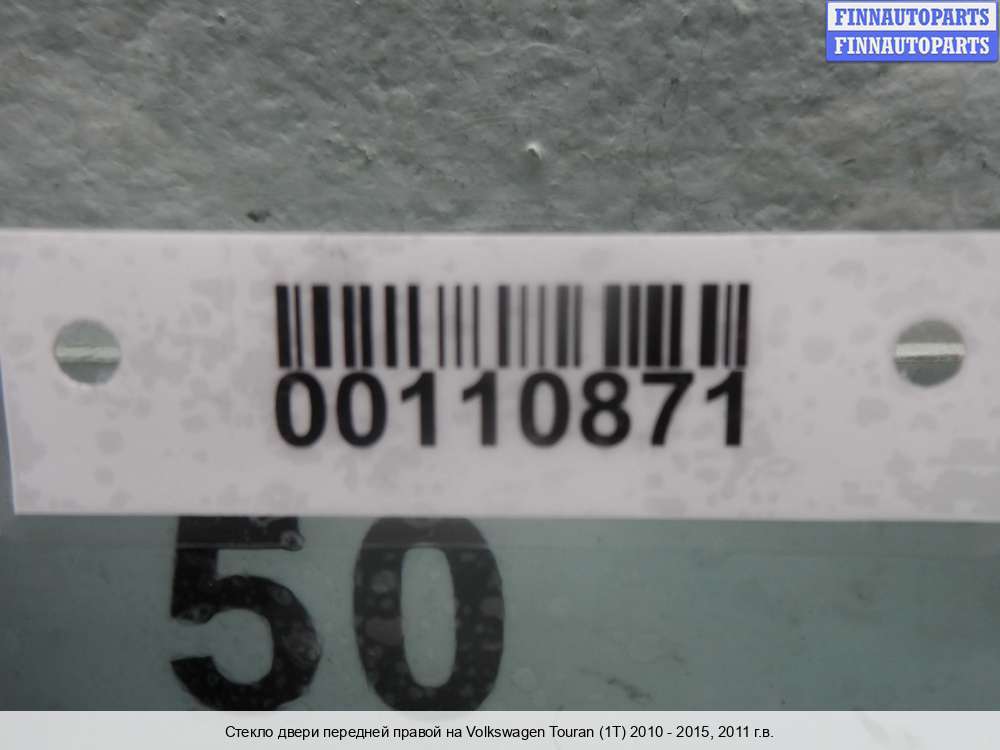 FINNAUTOPARTS
FINNAUTOPARTS
00110871
50
Стекло двери передней правой на Volkswagen Touran (1T) 2010 - 2015, 2011 г.в.